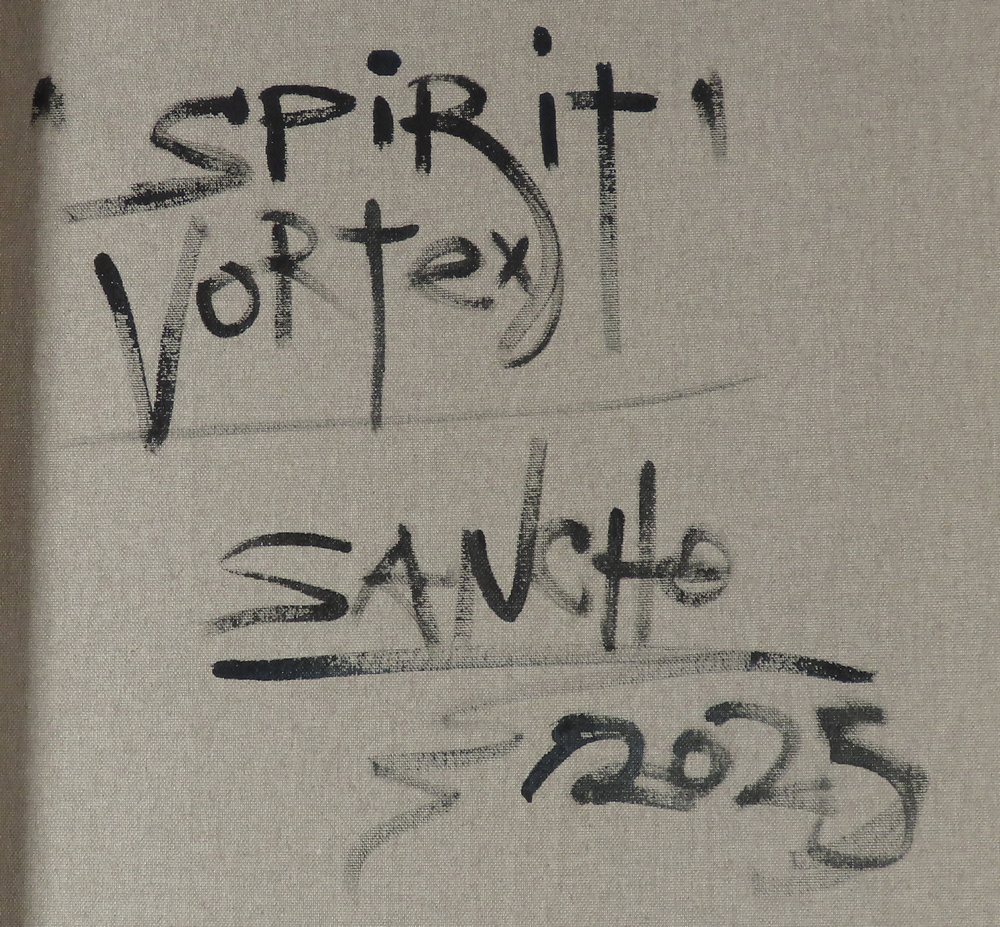 'SPiRiT'
VORTex
SANCHO
2025